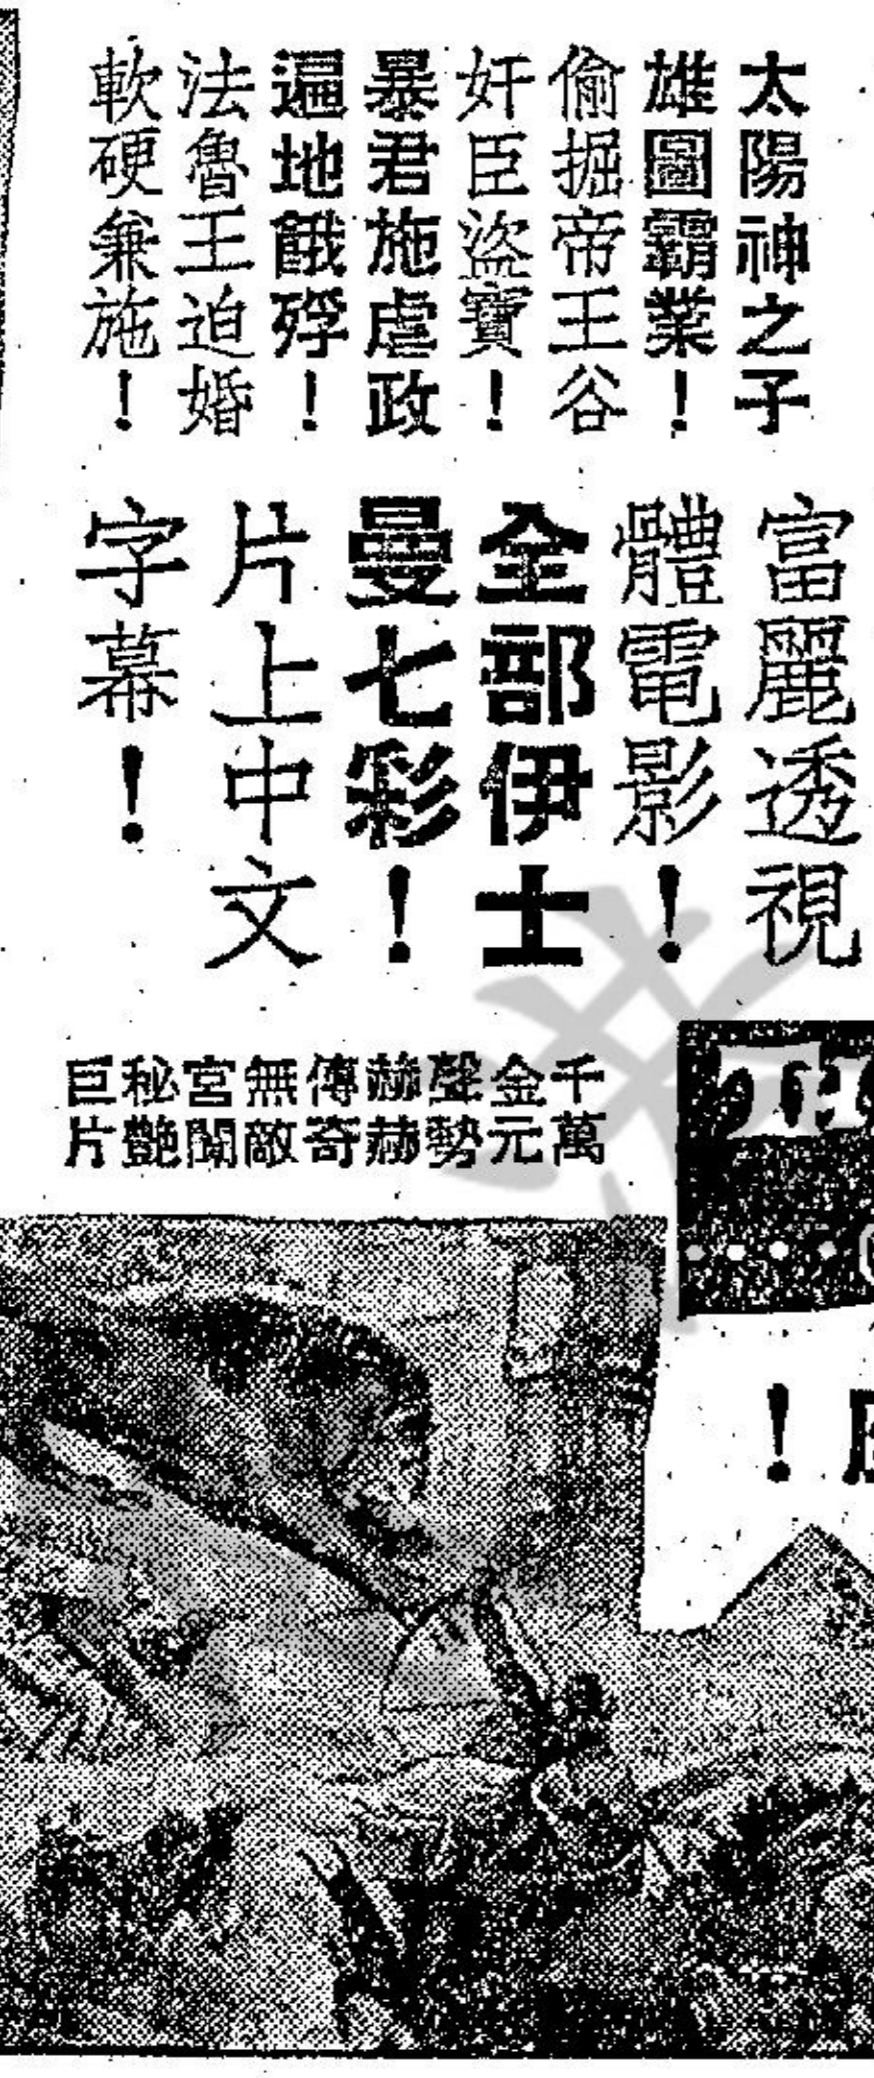 太陽神之子
雄圖霸業！
偷掘帝王谷
奸臣盜寶！
暴君施虐政
遍地餓殍！
法魯王迫婚
軟硬兼施！
富麗透視
體電影！
全部伊士
曼七彩！
片上中文
字幕！
千萬
金元
聲勢
赫赫
傳奇
無敵
宮闈
秘艷
巨片
！